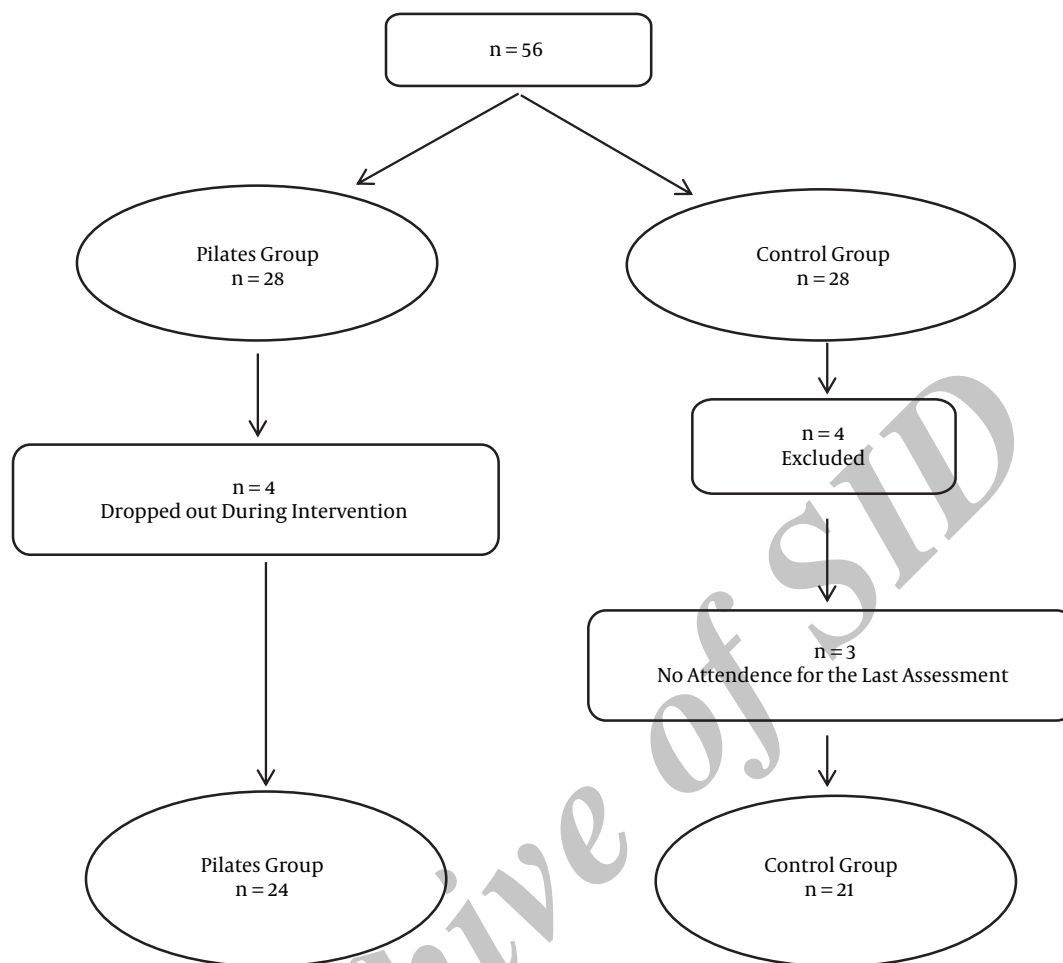 n = 56
Pilates Group
n = 28
Control Group
n = 28
n = 4
Excluded
n = 4
Dropped out During Intervention
n = 3
No Attendence for the Last Assessment
Pilates Group
n = 24
Control Group
n = 21
hive of SID